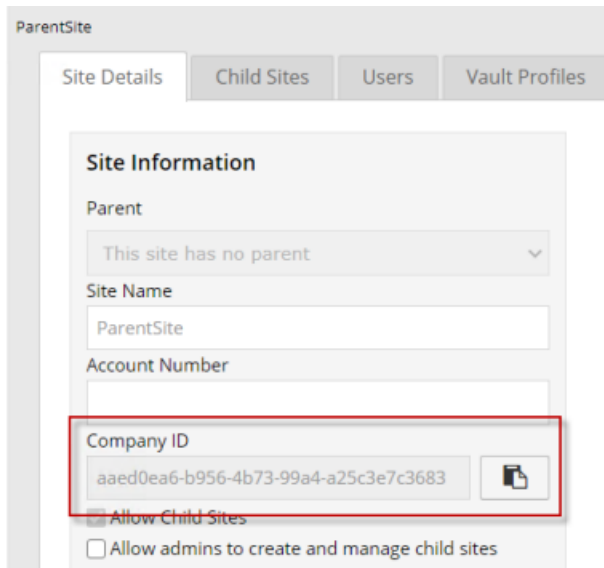 ParentSite
Site Details Child Sites Users Vault Profiles
Site Information
Parent
This site has no parent
Site Name
ParentSite
Account Number
Company ID
aaed0ea6-b956-4b73-99a4-a25c3e7c3683
Allow Child Sites
Allow admins to create and manage child sites